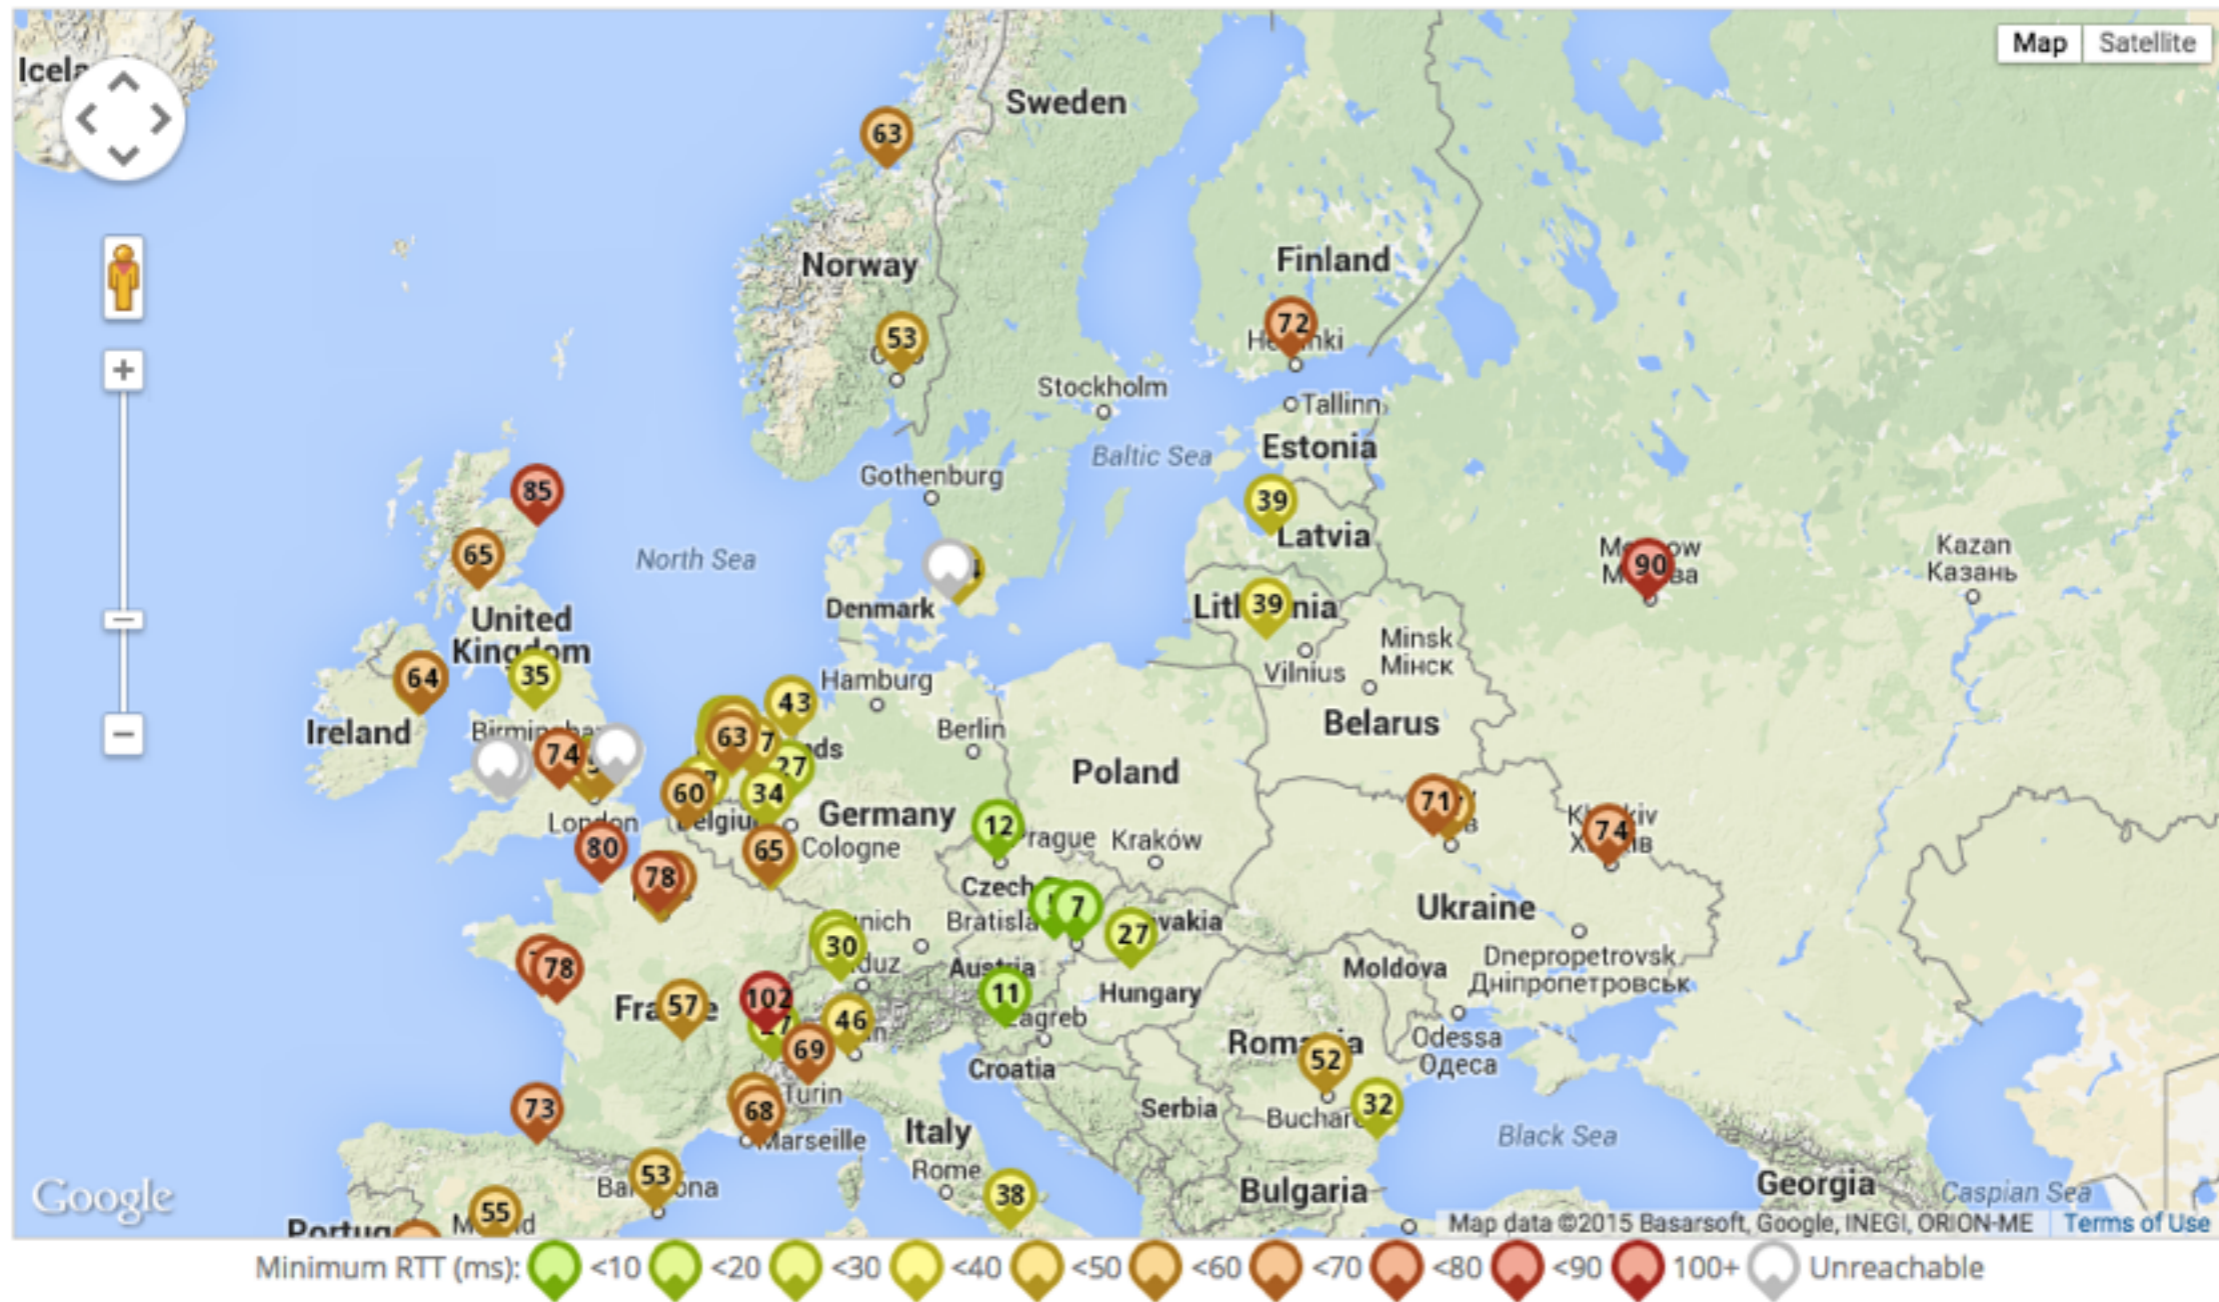 Icela
Map
Satellite
Sweden
63
Norway
Finland
53
72
Stockholm
Tallinn
Baltic Sea
Estonia
Gothenburg
85
39
Latvia
65
North Sea
90
Kazan
Казань
Denmark
39
United
Kingdom
Minsk
Мінск
Vilnius
64
35
Hamburg
43
Ireland
Berlin
Belarus
63
74
27
Poland
60
34
71
Germany
12
74
London
Prague
Kraków
80
65
Cologne
78
7
27
Ukraine
30
78
Austria
Moldova
Dnepropetrovsk
Дніпропетровськ
57
102
11
Hungary
46
Zagreb
69
Romania
52
Odessa
Одеса
Croatia
Turin
73
68
Serbia
32
Marseille
Italy
Black Sea
53
Rome
Georgia
Google
55
38
Bulgaria
Caspian Sea
Map data ©2015 Basarsoft, Google, INEGI, ORION-ME
Terms of Use
Minimum RTT (ms): <10 <20 <30 <40 <50 <60 <70 <80 <90 100+ Unreachable